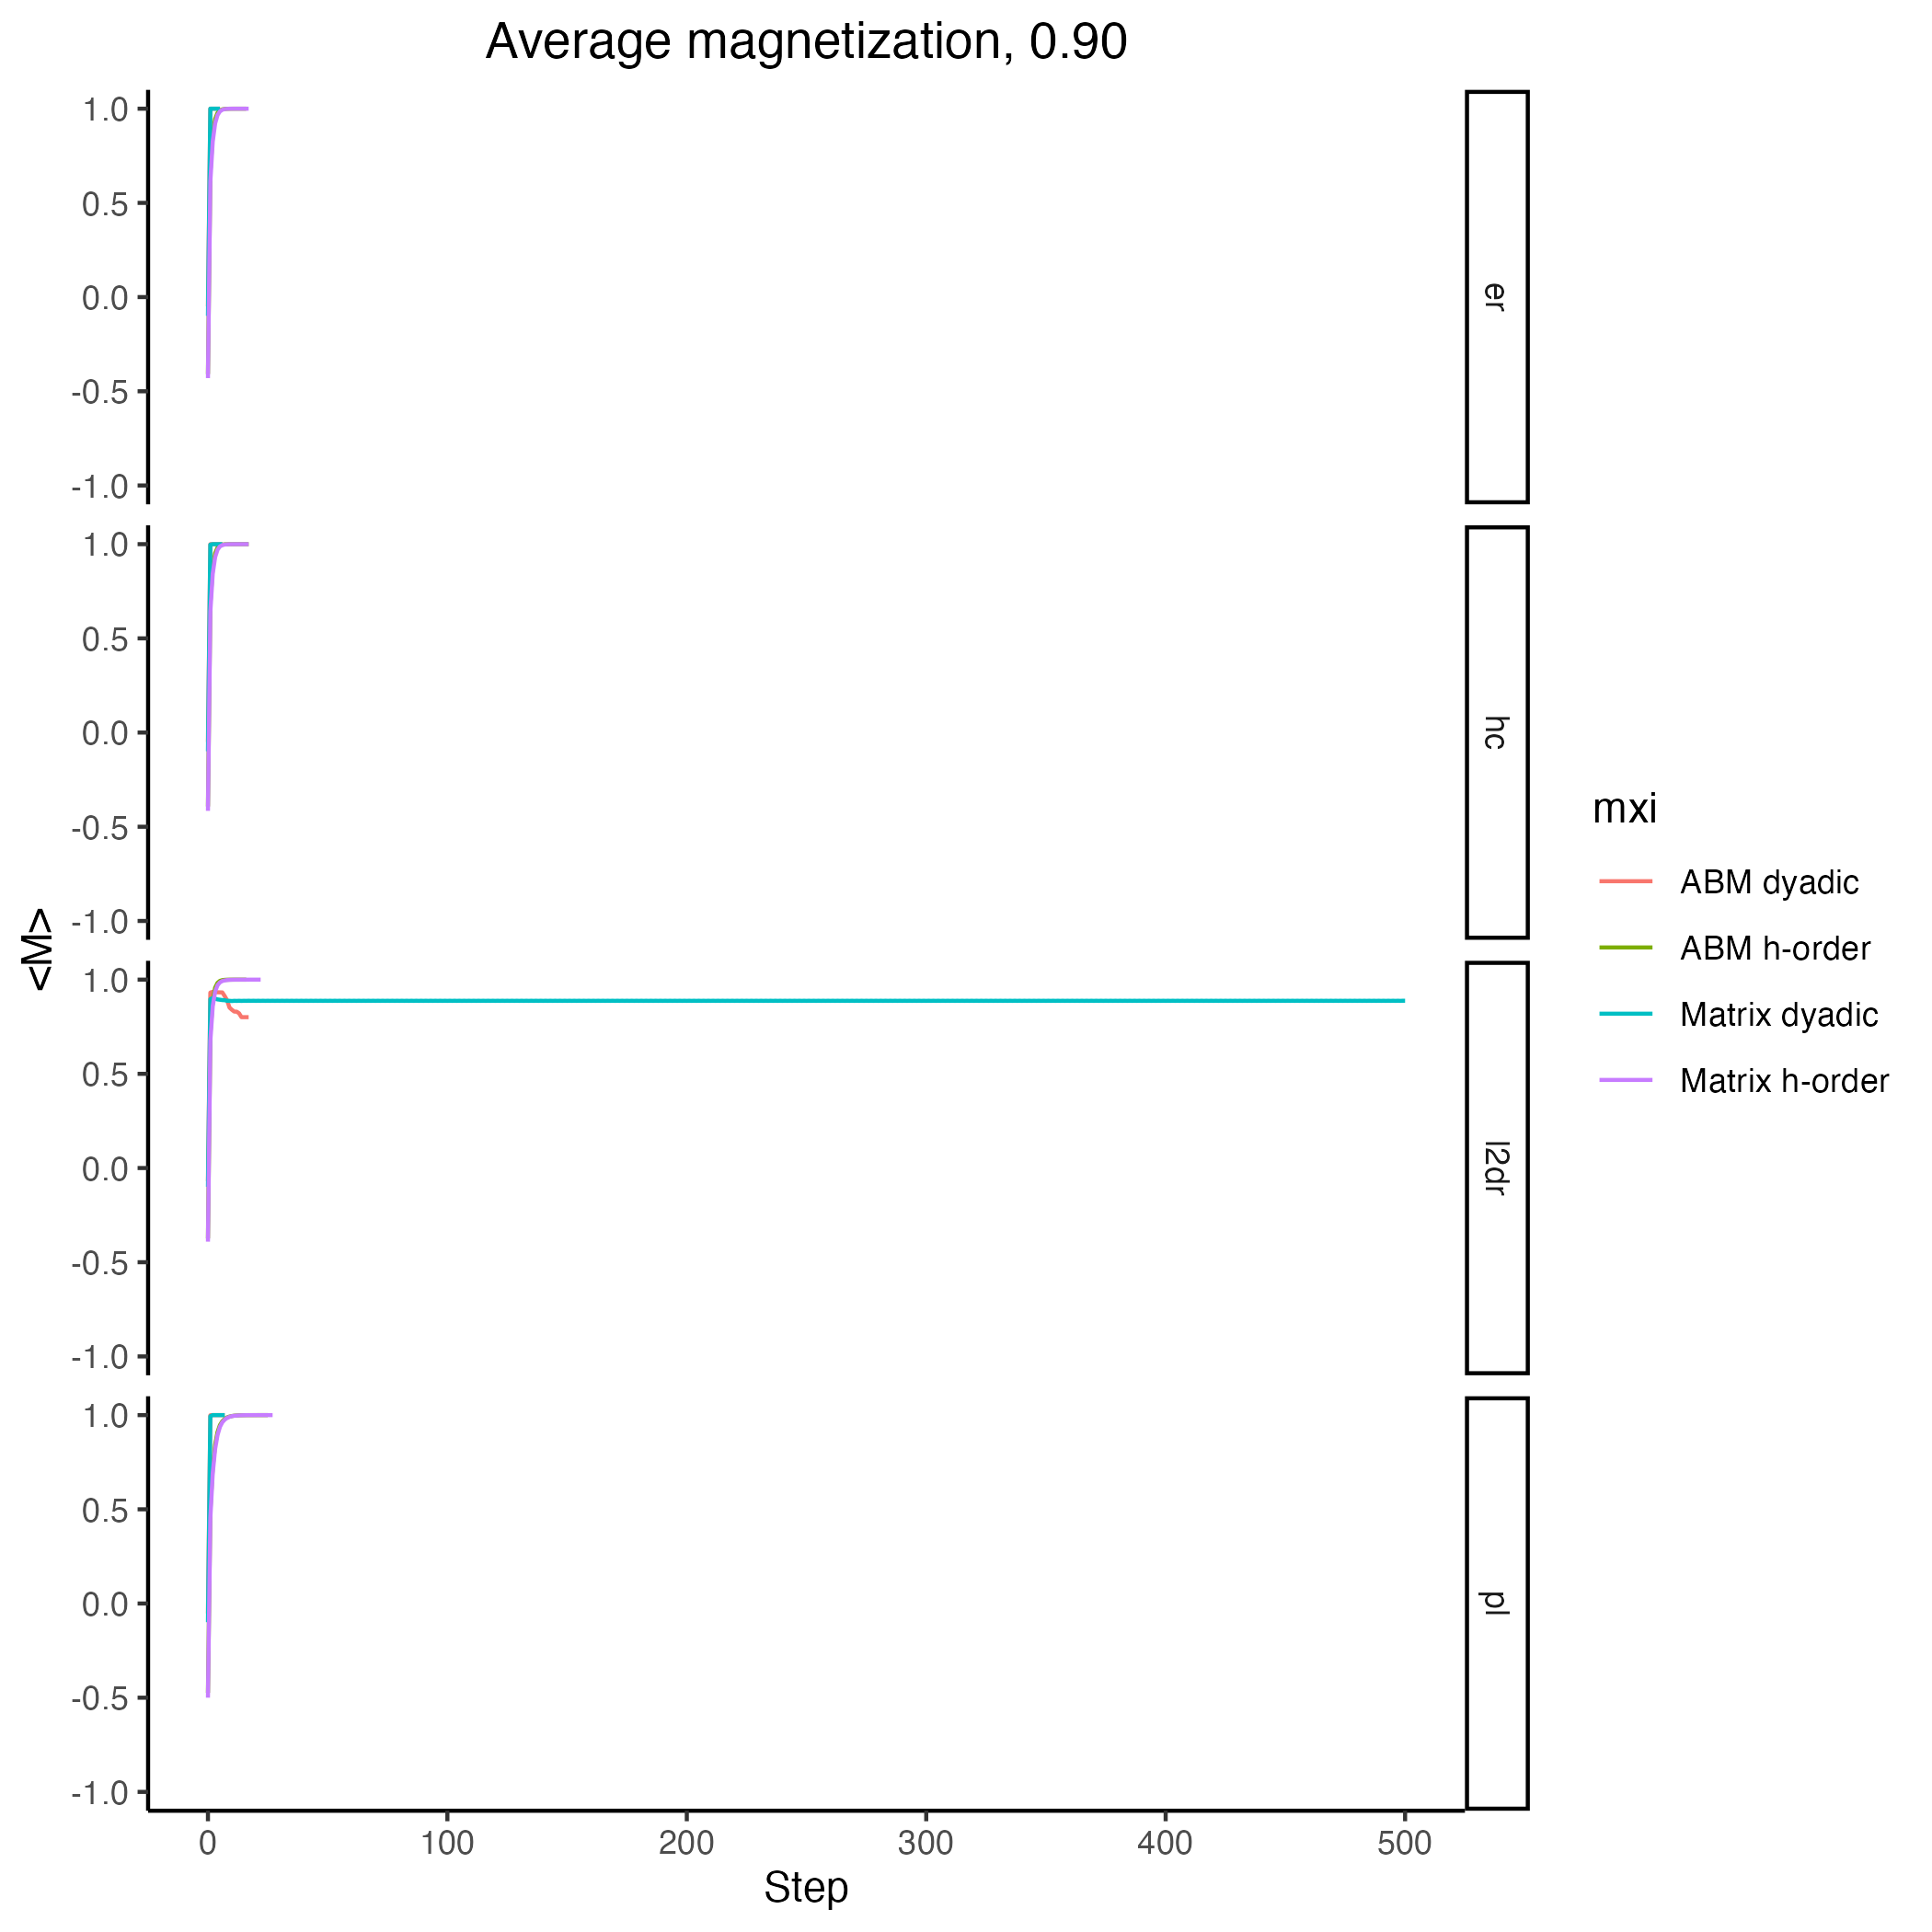 Average magnetization, 0.90
<M>
1.0
0.5
0.0
-0.5
-1.0
er
1.0
0.5
0.0
-0.5
-1.0
hc
1.0
0.5
0.0
-0.5
-1.0
l2dr
1.0
0.5
0.0
-0.5
-1.0
pl
0 100 200 300 400 500
Step
mxi
ABM dyadic
ABM h-order
Matrix dyadic
Matrix h-order